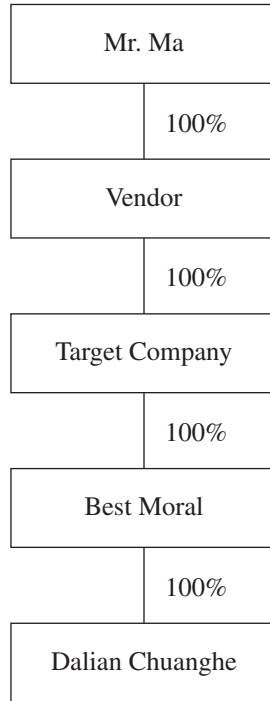 Mr. Ma
100%
Vendor
100%
Target Company
100%
Best Moral
100%
Dalian Chuanghe